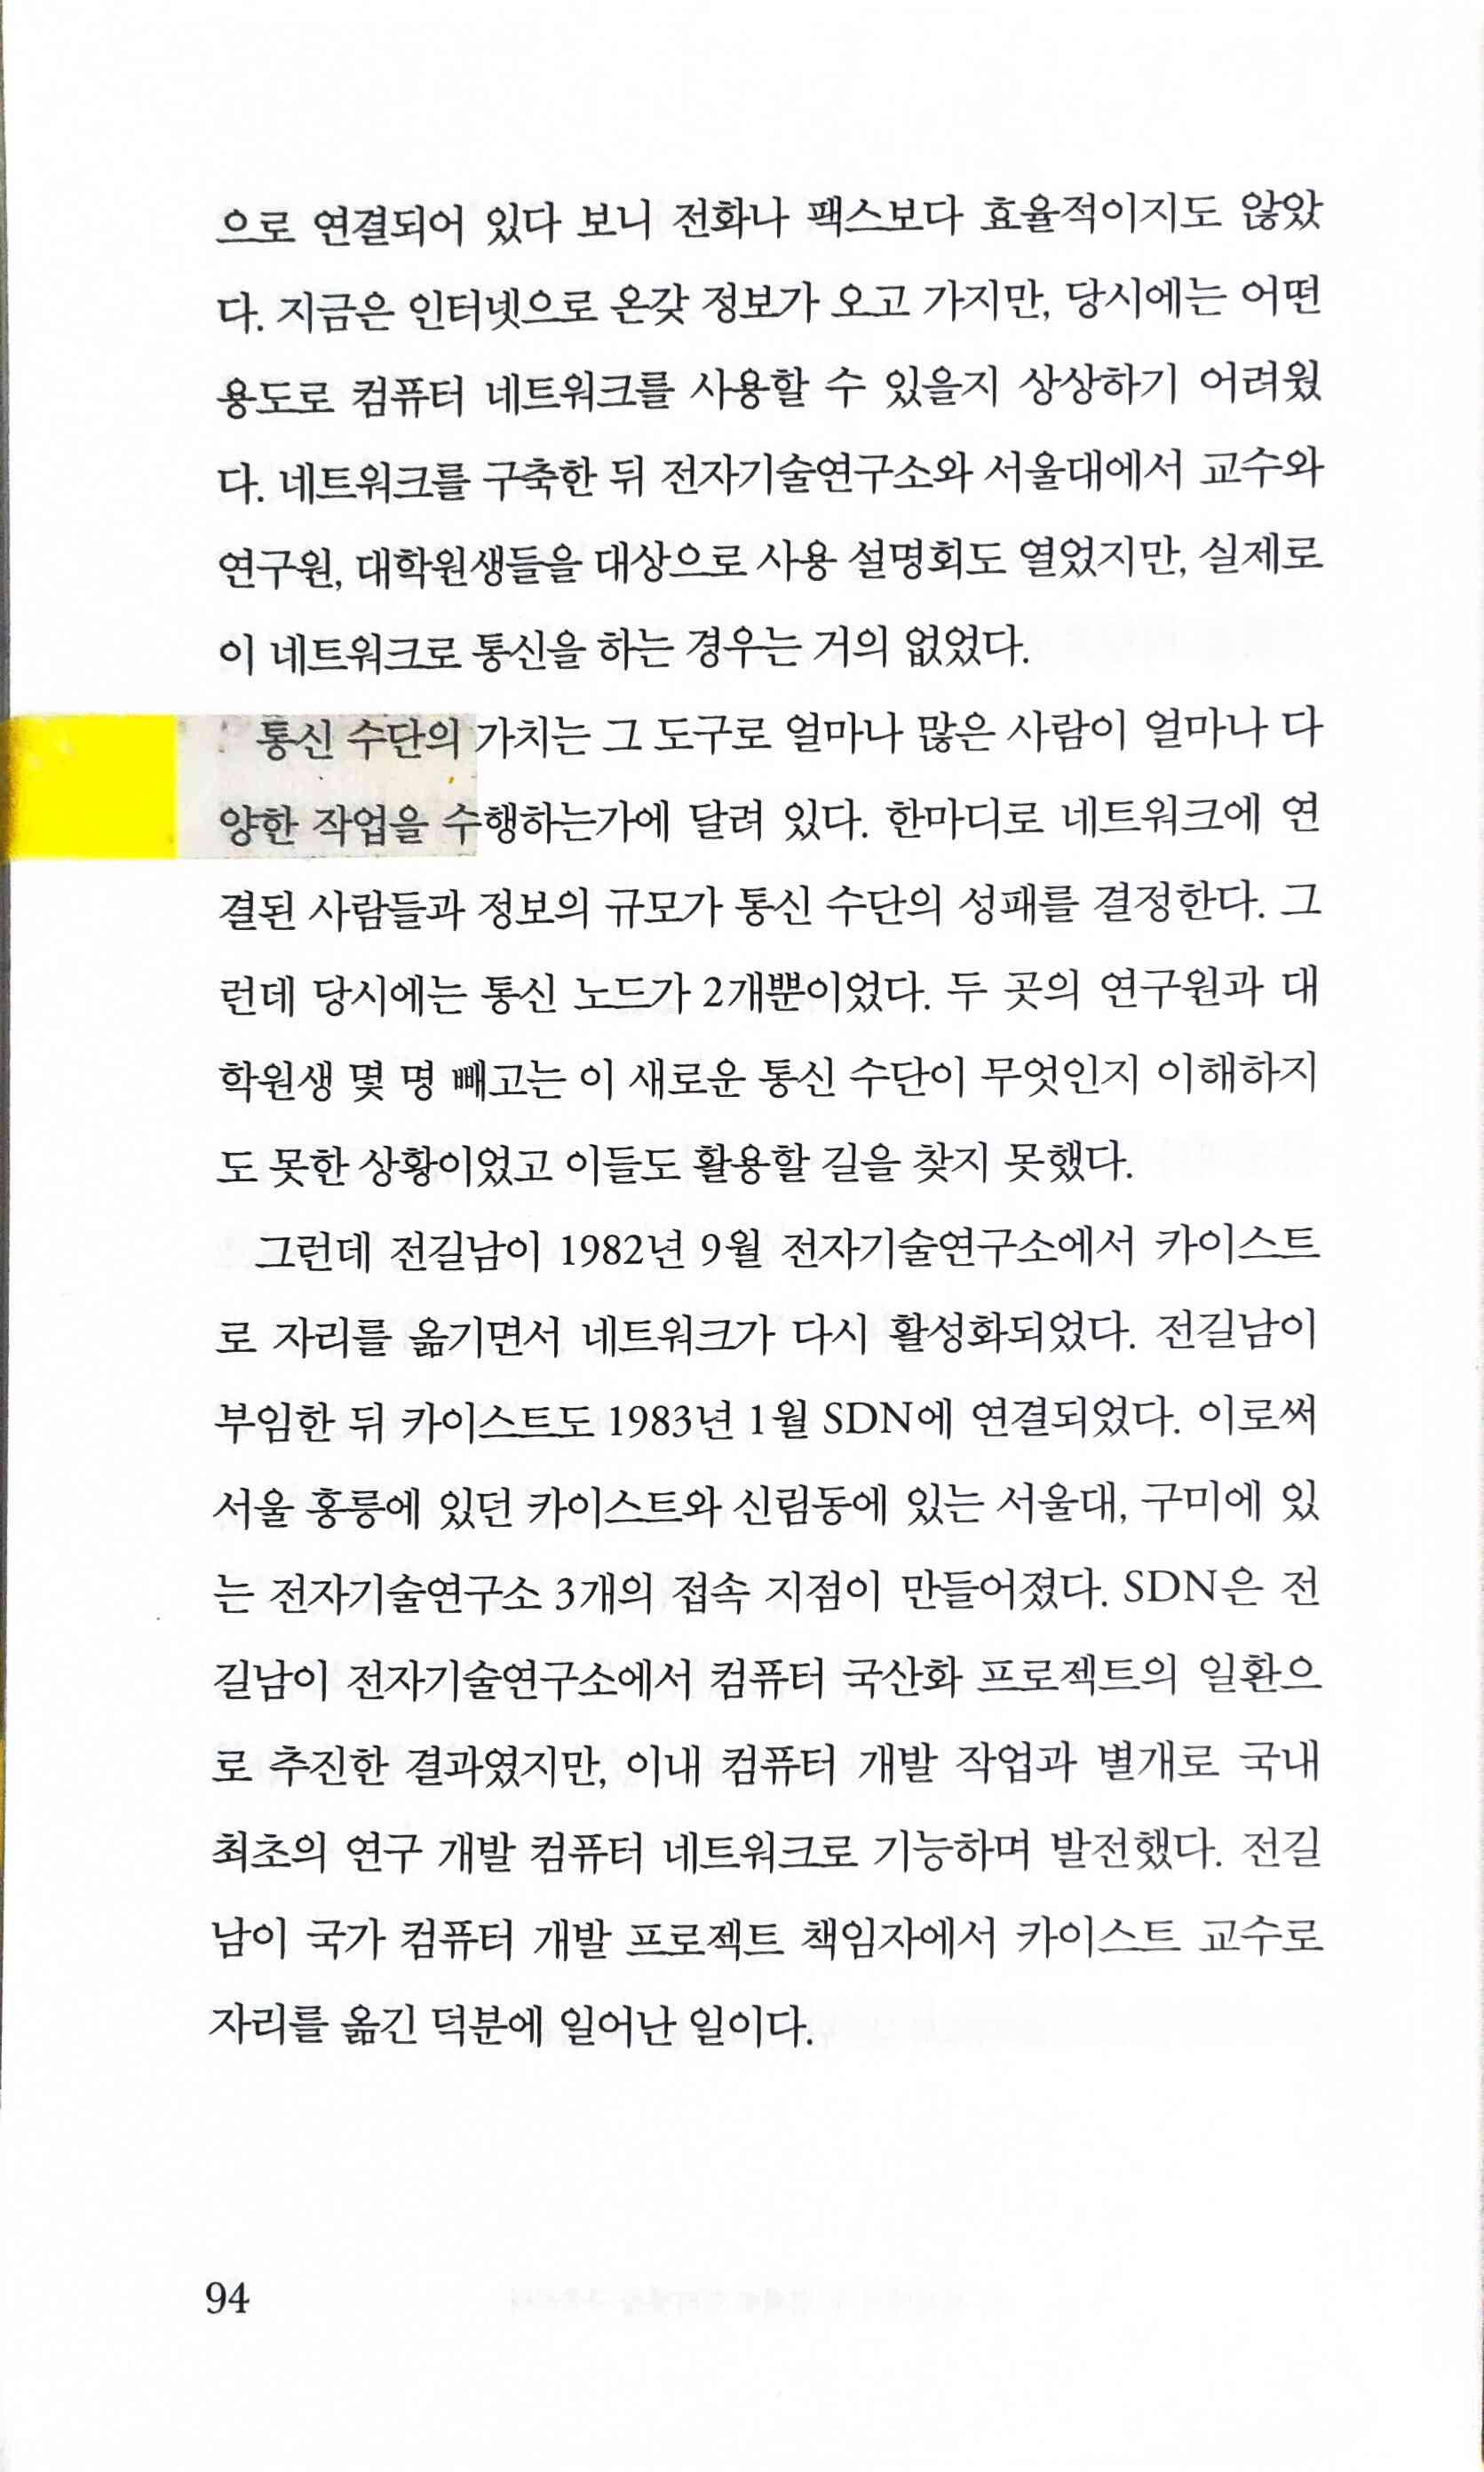 으로 연결되어 있다 보니 전화나 팩스보다 효율적이지도 않았
다. 지금은 인터넷으로 온갖 정보가 오고 가지만, 당시에는 어떤
용도로 컴퓨터 네트워크를 사용할 수 있을지 상상하기 어려웠
다. 네트워크를 구축한 뒤 전자기술연구소와 서울대에서 교수와
연구원, 대학원생들을 대상으로 사용 설명회도 열었지만, 실제로
이 네트워크로 통신을 하는 경우는 거의 없었다.
통신 수단의 가치는 그 도구로 얼마나 많은 사람이 얼마나 다
양한 작업을 수행하는가에 달려 있다. 한마디로 네트워크에 연
결된 사람들과 정보의 규모가 통신 수단의 성패를 결정한다. 그
런데 당시에는 통신 노드가 2개뿐이었다. 두 곳의 연구원과 대
학원생 몇 명 빼고는 이 새로운 통신 수단이 무엇인지 이해하지
도 못한 상황이었고 이들도 활용할 길을 찾지 못했다.
그런데 전길남이 1982년 9월 전자기술연구소에서 카이스트
로 자리를 옮기면서 네트워크가 다시 활성화되었다. 전길남이
부임한 뒤 카이스트도 1983년 1월 SDN에 연결되었다. 이로써
서울 홍릉에 있던 카이스트와 신림동에 있는 서울대, 구미에 있
는 전자기술연구소 3개의 접속 지점이 만들어졌다. SDN은 전
길남이 전자기술연구소에서 컴퓨터 국산화 프로젝트의 일환으
로 추진한 결과였지만, 이내 컴퓨터 개발 작업과 별개로 국내
최초의 연구 개발 컴퓨터 네트워크로 기능하며 발전했다. 전길
남이 국가 컴퓨터 개발 프로젝트 책임자에서 카이스트 교수로
자리를 옮긴 덕분에 일어난 일이다.
94